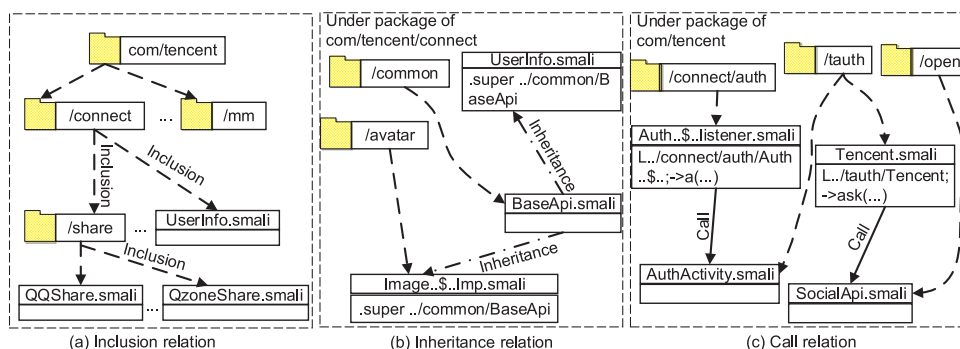 com/tencent
/connect
...
/mm
Inclusion
Inclusion
/share
...
UserInfo.smali
Inclusion
QQShare.smali
...
QzoneShare.smali
(a) Inclusion relation
Under package of
com/tencent/connect
/common
UserInfo.smali
.super ../common/B
aseApi
/avatar
Inheritance
BaseApi.smali
Inheritance
Image..$..Imp.smali
.super ../common/BaseApi
(b) Inheritance relation
Under package of
com/tencent
/connect/auth
/tauth
/open
Auth..$..listener.smali
L../connect/auth/Auth
..$..;->a(...)
Tencent.smali
L../tauth/Tencent;
->ask(...)
Call
Call
AuthActivity.smali
SocialApi.smali
(c) Call relation